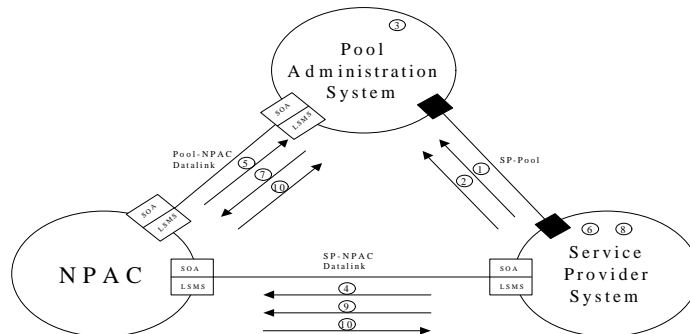 3
Pool
Administration
System
SOA
LSMS
Pool-NPAC
Datalink
5
7
10
1
2
SP-Pool
SOA
LSMS
NPAC
SOA
LSMS
SP-NPAC
Datalink
4
9
10
SOA
LSMS
6 8
Service
Provider
System